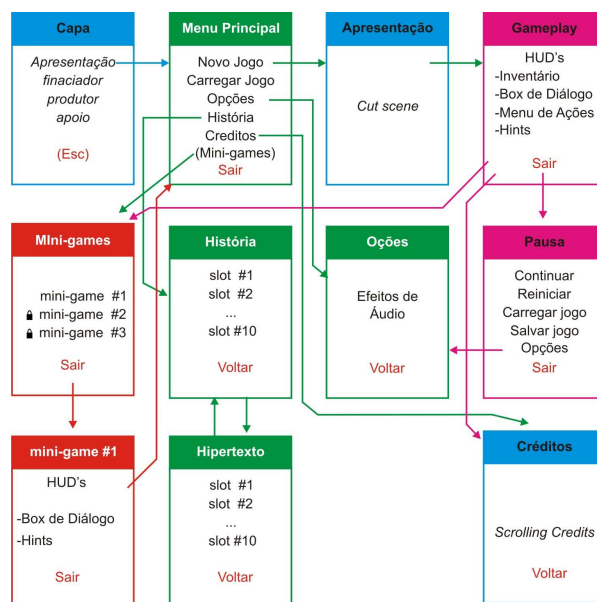 Capa
Apresentação
finaciador
produtor
apoio
(Esc)
Menu Principal
Novo Jogo
Carregar Jogo
Opções
História
Creditos
(Mini-games)
Sair
Apresentação
Cut scene
Gameplay
HUD's
-Inventário
-Box de Diálogo
-Menu de Ações
-Hints
Sair
MIni-games
mini-game #1
mini-game #2
mini-game #3
Sair
História
slot #1
slot #2
...
slot #10
Voltar
Oções
Efeitos de
Áudio
Voltar
Pausa
Continuar
Reiniciar
Carregar jogo
Salvar jogo
Opções
Sair
mini-game #1
HUD's
-Box de Diálogo
-Hints
Sair
Hipertexto
slot #1
slot #2
...
slot #10
Voltar
Créditos
Scrolling Credits
Voltar